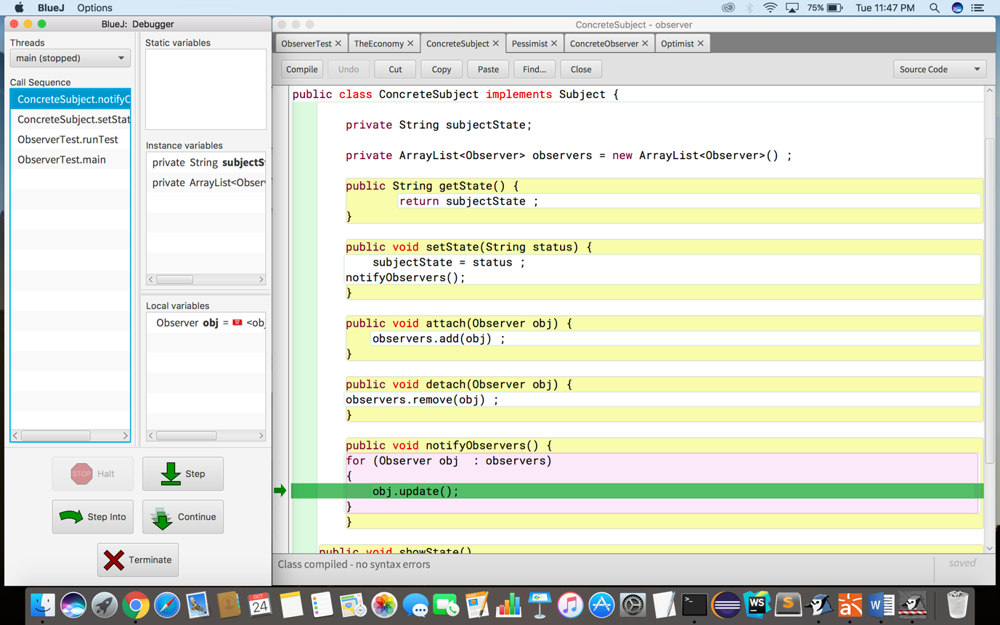 BlueJ Options 75% Tue 11:47 PM
BlueJ: Debugger
Threads
main (stopped)
Call Sequence
ConcreteSubject.notifyC
ConcreteSubject.setStat
ObserverTest.runTest
ObserverTest.main
Static variables
Instance variables
private String subjectS
private ArrayList<Obser
Local variables
Observer obj = <obj
STOP Halt
Step
Step Into
Continue
Terminate
ConcreteSubject - observer
ObserverTest TheEconomy ConcreteSubject Pessimist ConcreteObserver Optimist
Compile Undo Cut Copy Paste Find... Close Source Code
public class ConcreteSubject implements Subject {
private String subjectState;
private ArrayList<Observer> observers = new ArrayList<Observer>() ;
public String getState() {
return subjectState ;
}
public void setState(String status) {
subjectState = status ;
notifyObservers();
}
public void attach(Observer obj) {
observers.add(obj) ;
}
public void detach(Observer obj) {
observers.remove(obj) ;
}
public void notifyObservers() {
for (Observer obj  : observers)
{
obj.update();
}
}
public void showState()
Class compiled - no syntax errors
saved
OCT
24
WS
S
W